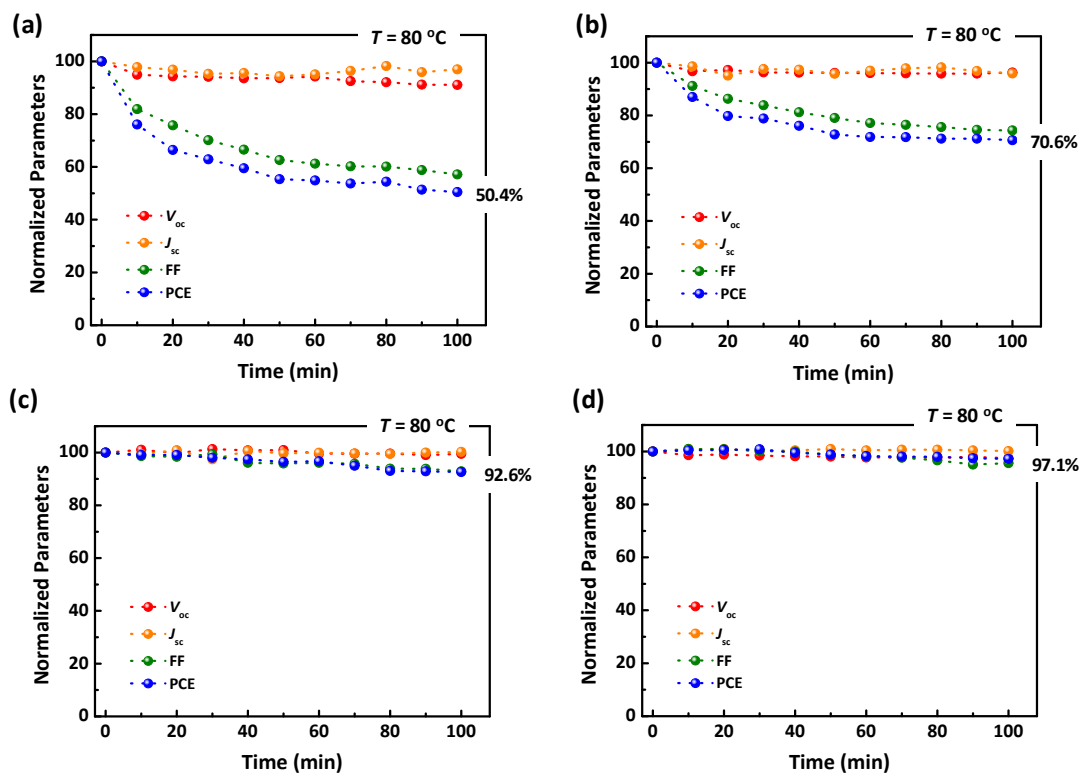 (a)
T = 80 °C
100
80
60
40
20
0
Normalized Parameters
50.4%
Voc
Jsc
FF
PCE
0 20 40 60 80 100
Time (min)
(b)
T = 80 °C
100
80
60
40
20
0
Normalized Parameters
70.6%
Voc
Jsc
FF
PCE
0 20 40 60 80 100
Time (min)
(c)
T = 80 °C
100
80
60
40
20
0
Normalized Parameters
92.6%
Voc
Jsc
FF
PCE
0 20 40 60 80 100
Time (min)
(d)
T = 80 °C
100
80
60
40
20
0
Normalized Parameters
97.1%
Voc
Jsc
FF
PCE
0 20 40 60 80 100
Time (min)